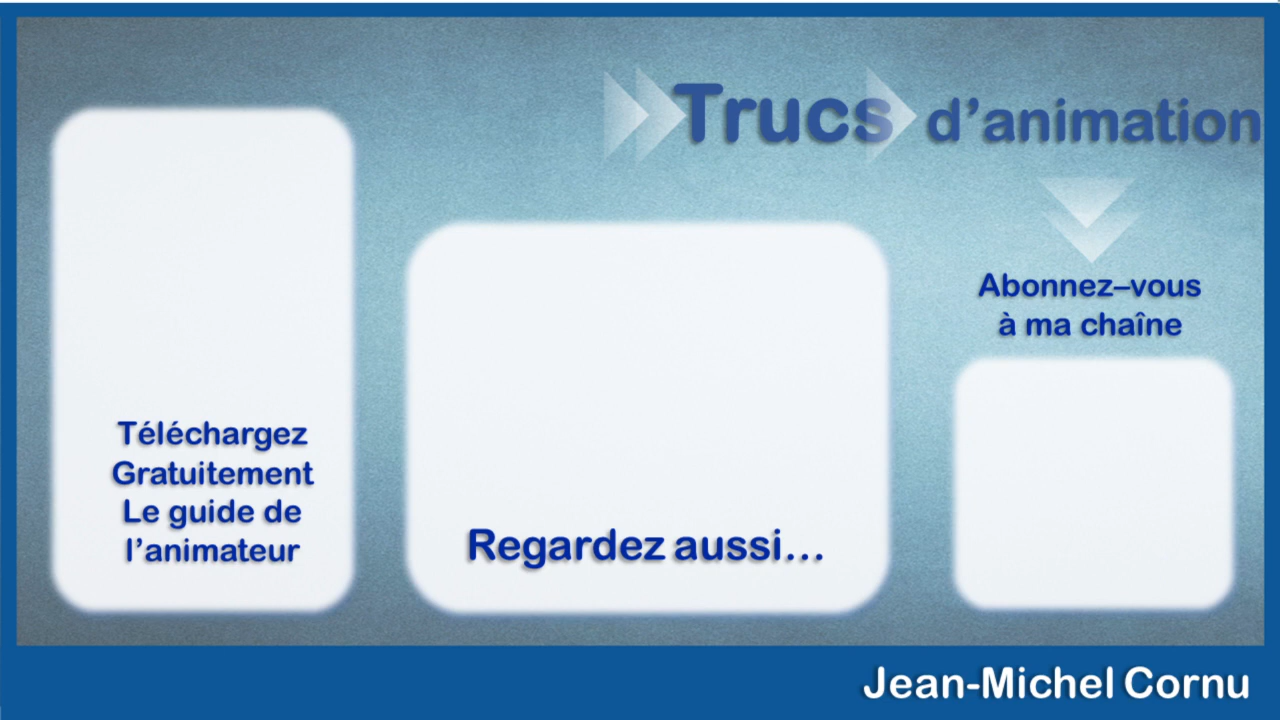 Trucs d’animation
Abonnez–vous
à ma chaîne
Téléchargez
Gratuitement
Le guide de
l’animateur
Regardez aussi…
Jean-Michel Cornu